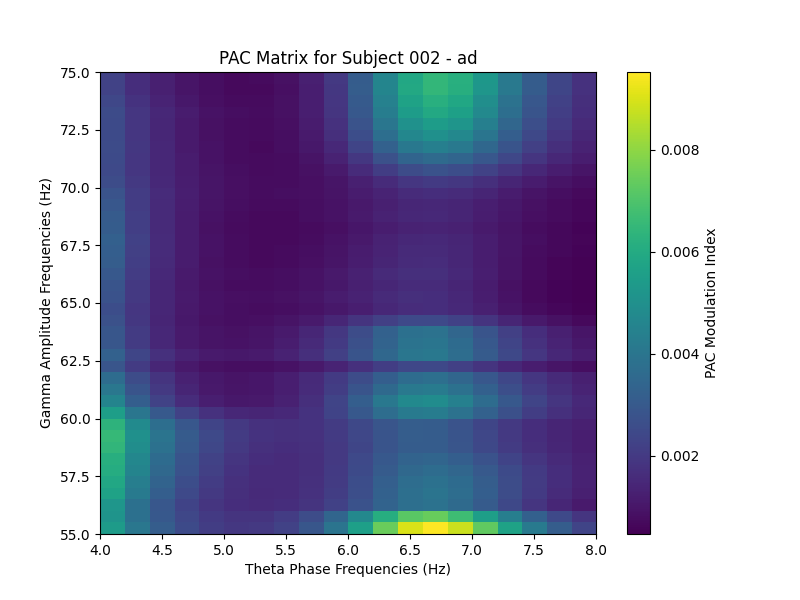 PAC Matrix for Subject 002 - ad
Gamma Amplitude Frequencies (Hz)
75.0
72.5
70.0
67.5
65.0
62.5
60.0
57.5
55.0
4.0 4.5 5.0 5.5 6.0 6.5 7.0 7.5 8.0
Theta Phase Frequencies (Hz)
0.008
0.006
0.004
0.002
PAC Modulation Index